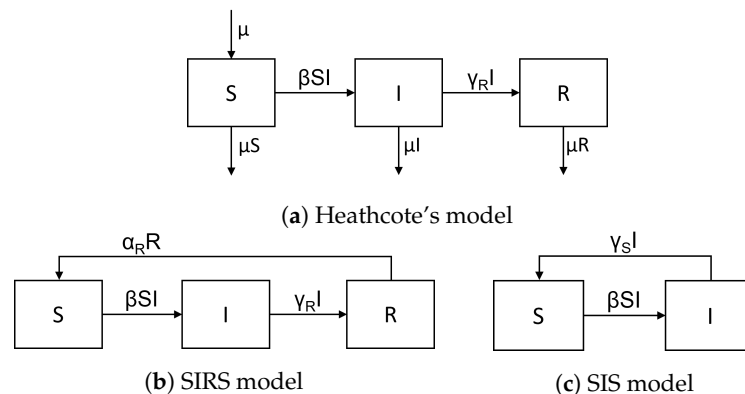 μ
S
βSI
I
γRI
R
μS
μI
μR
(a) Heathcote's model
αRR
S
βSI
I
γRI
R
(b) SIRS model
γSI
S
βSI
I
(c) SIS model